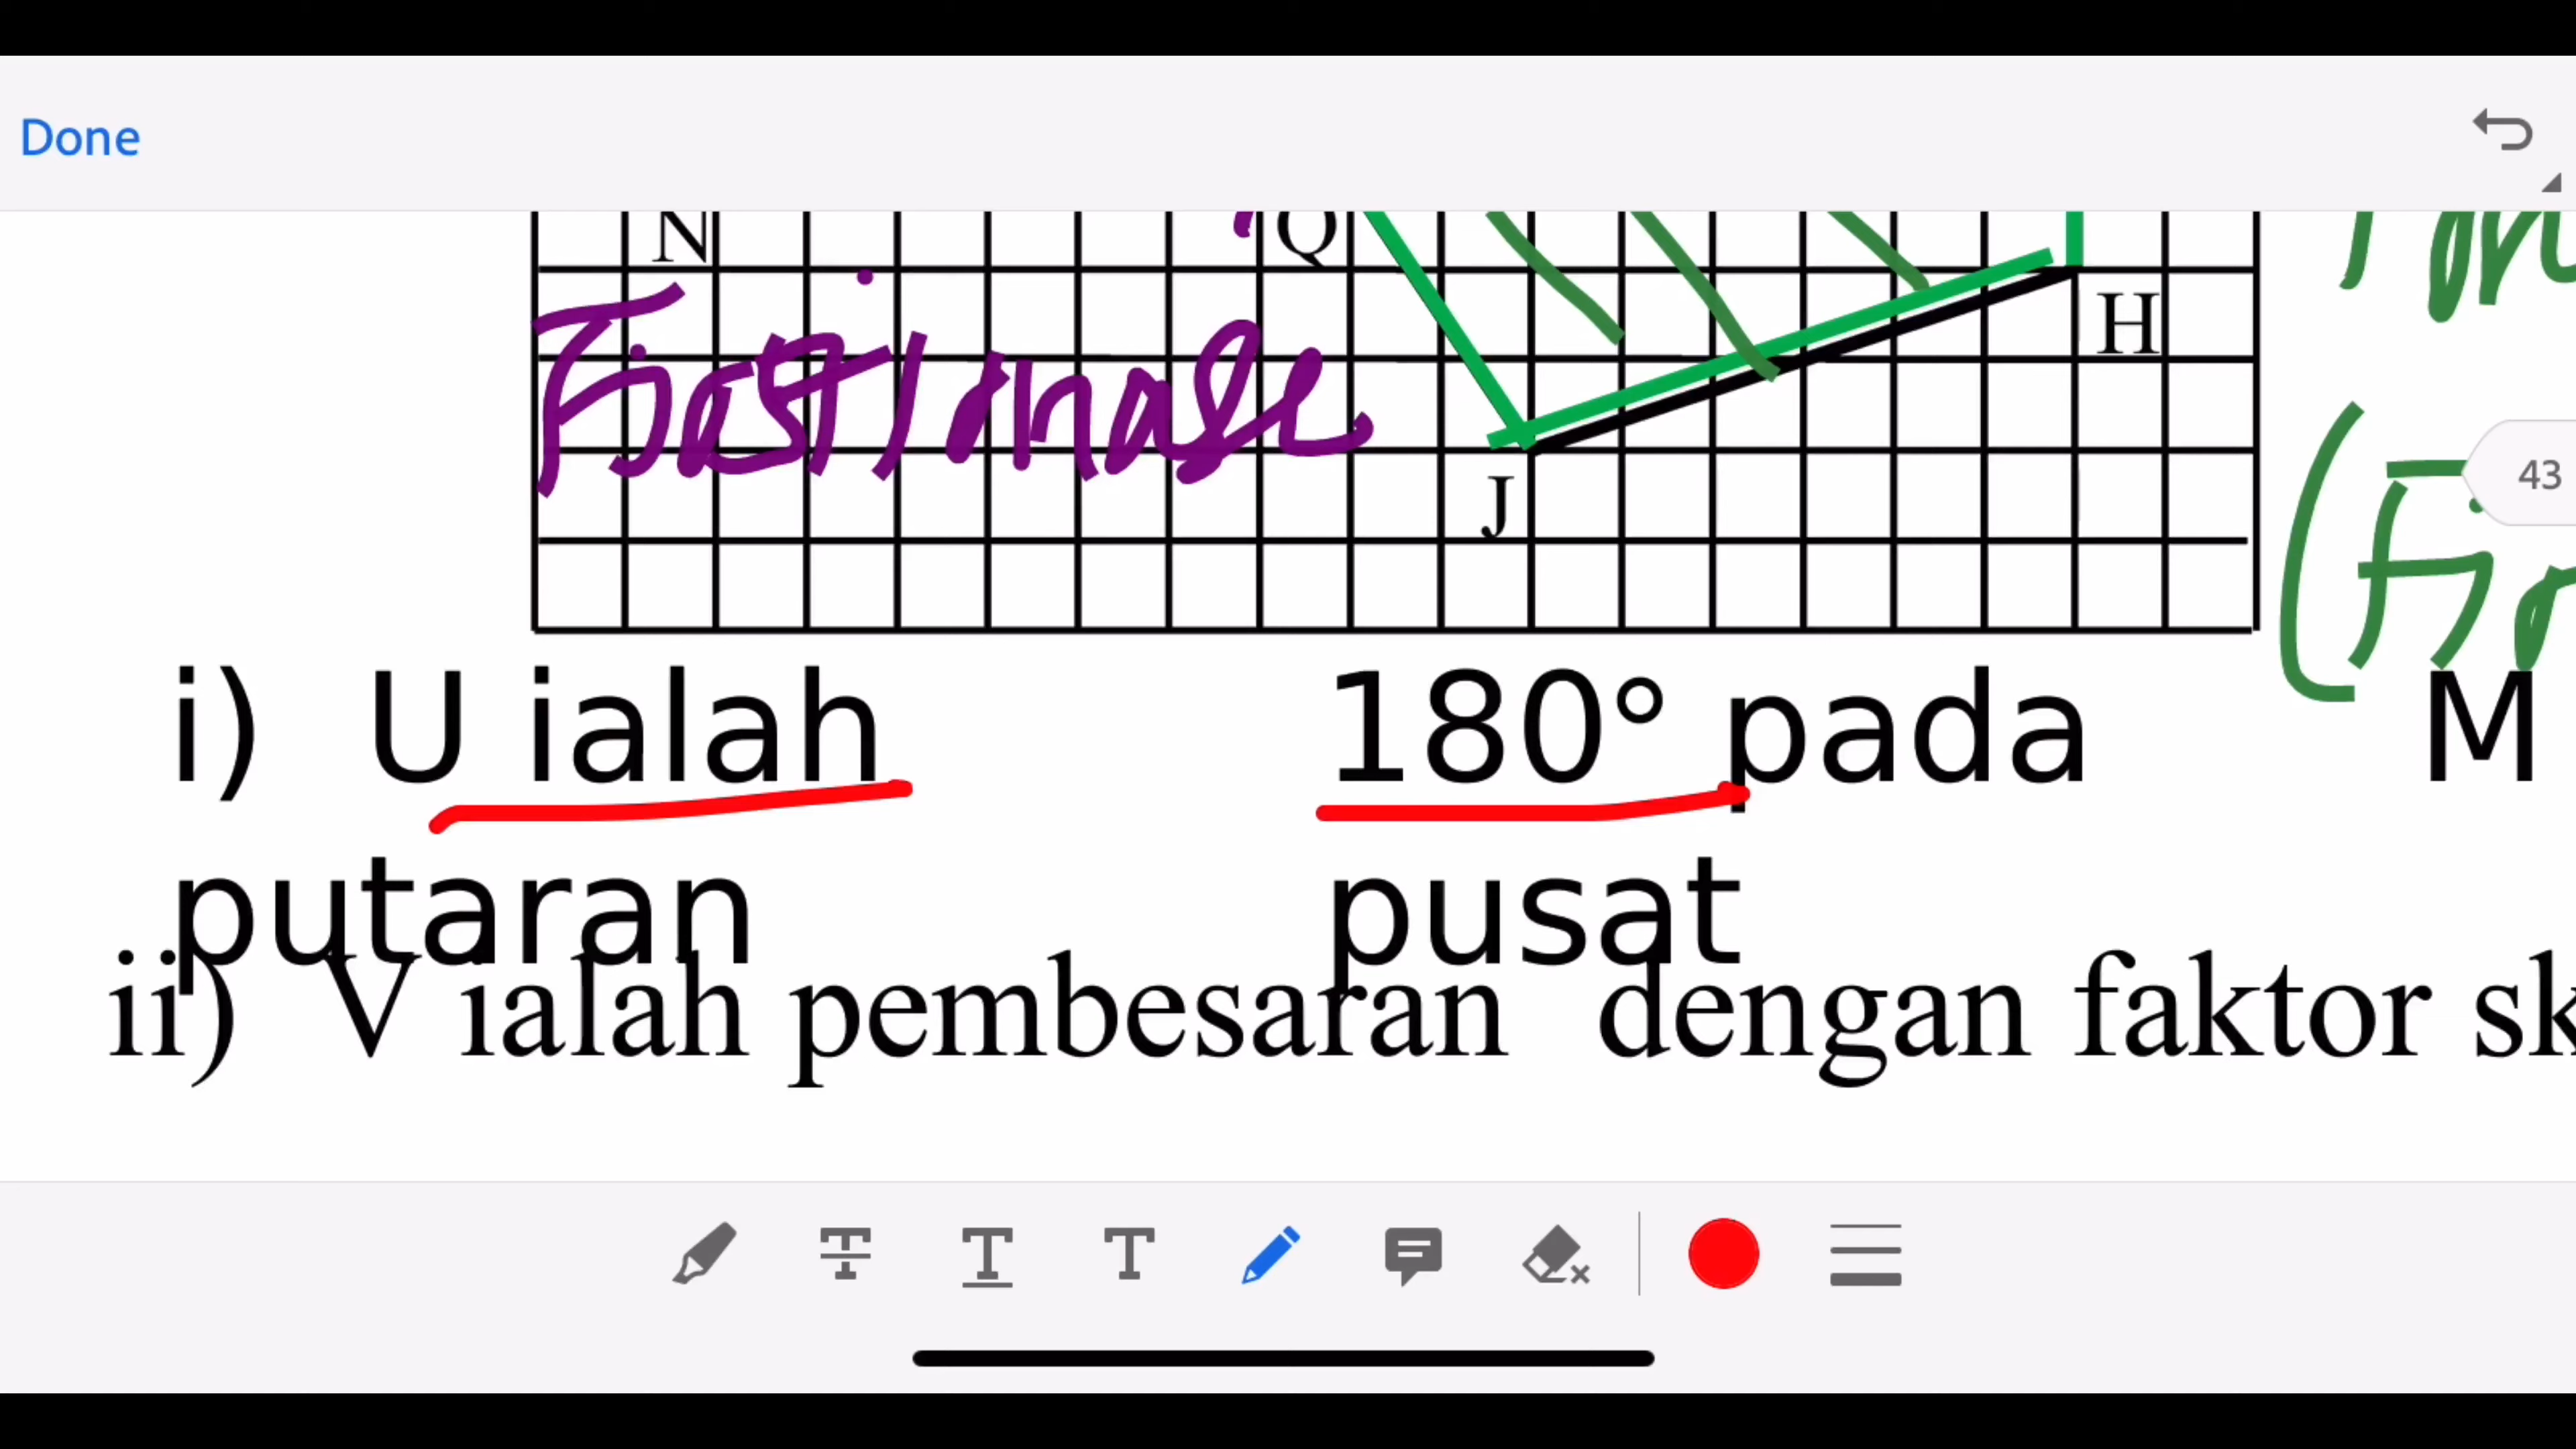 Done
N
Q
H
J
43
i) U ialah 180° pada M
putaran pusat
ii) V ialah pembesaran dengan faktor sk